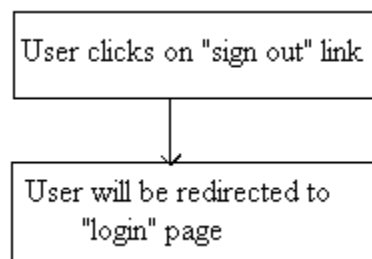 User clicks on "sign out" link
User will be redirected to
"login" page